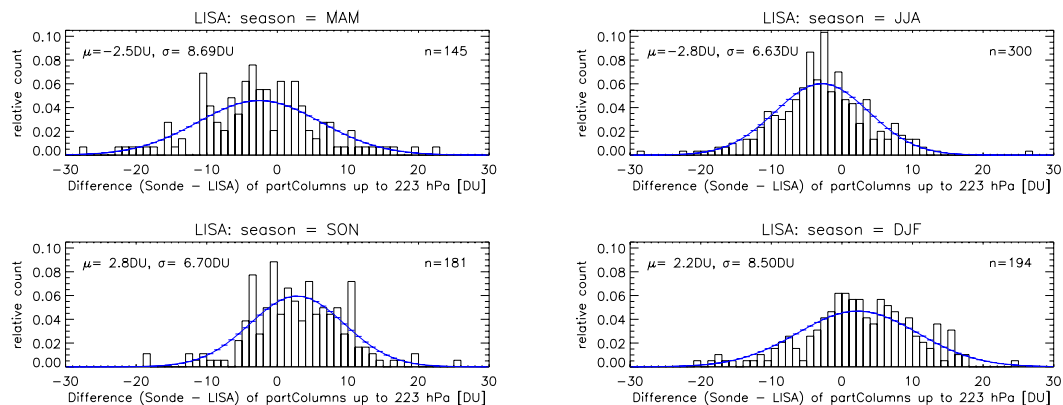 LISA: season = MAM
μ=-2.5DU, σ= 8.69DU
n=145
relative count
0.10
0.08
0.06
0.04
0.02
0.00
-30 -20 -10 0 10 20 30
Difference (Sonde - LISA) of partColumns up to 223 hPa [DU]
LISA: season = JJA
μ=-2.8DU, σ= 6.63DU
n=300
relative count
0.10
0.08
0.06
0.04
0.02
0.00
-30 -20 -10 0 10 20 30
Difference (Sonde - LISA) of partColumns up to 223 hPa [DU]
LISA: season = SON
μ= 2.8DU, σ= 6.70DU
n=181
relative count
0.10
0.08
0.06
0.04
0.02
0.00
-30 -20 -10 0 10 20 30
Difference (Sonde - LISA) of partColumns up to 223 hPa [DU]
LISA: season = DJF
μ= 2.2DU, σ= 8.50DU
n=194
relative count
0.10
0.08
0.06
0.04
0.02
0.00
-30 -20 -10 0 10 20 30
Difference (Sonde - LISA) of partColumns up to 223 hPa [DU]